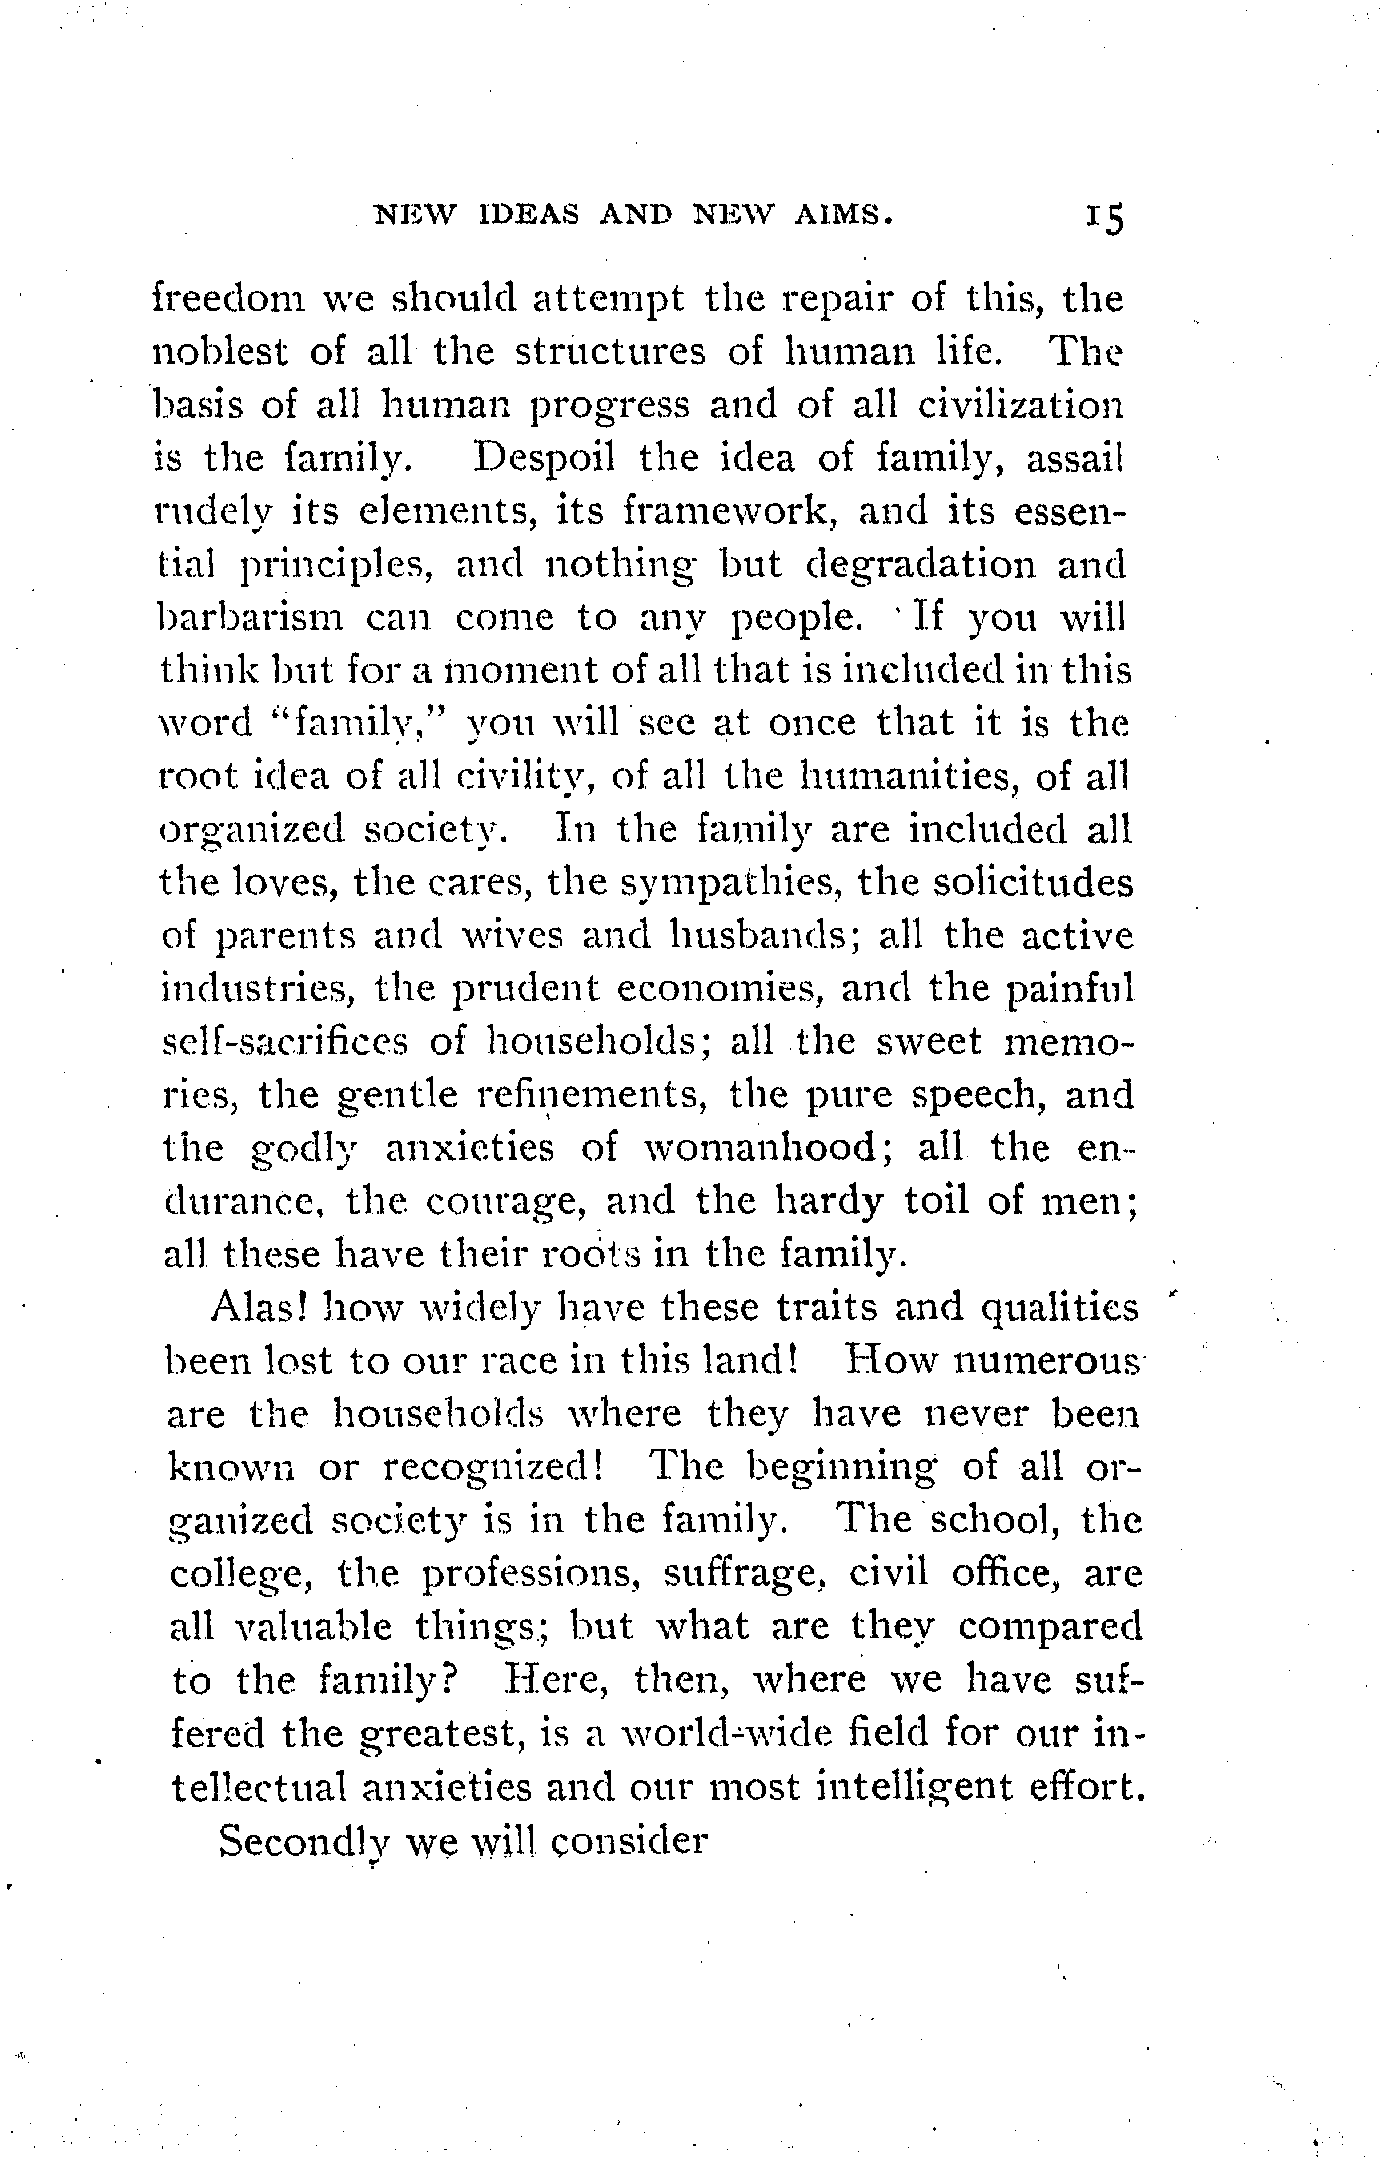 NEW IDEAS AND NEW AIMS. 15
freedom we should attempt the repair of this, the
noblest of all the structures of human life. The
basis of all human progress and of all civilization
is the family. Despoil the idea of family, assail
rudely its elements, its framework, and its essen-
tial principles, and nothing but degradation and
barbarism can come to any people. If you will
think but for a moment of all that is included in this
word “family,” you will see at once that it is the
root idea of all civility, of all the humanities, of all
organized society. In the family are included all
the loves, the cares, the sympathies, the solicitudes
of parents and wives and husbands; all the active
industries, the prudent economies, and the painful
self-sacrifices of households; all the sweet memo-
ries, the gentle refinements, the pure speech, and
the godly anxieties of womanhood; all the en-
durance, the courage, and the hardy toil of men;
all these have their roots in the family.
Alas! how widely have these traits and qualities
been lost to our race in this land! How numerous
are the households where they have never been
known or recognized! The beginning of all or-
ganized society is in the family. The school, the
college, the professions, suffrage, civil office, are
all valuable things; but what are they compared
to the family? Here, then, where we have suf-
fered the greatest, is a world-wide field for our in-
tellectual anxieties and our most intelligent effort.
Secondly we will consider